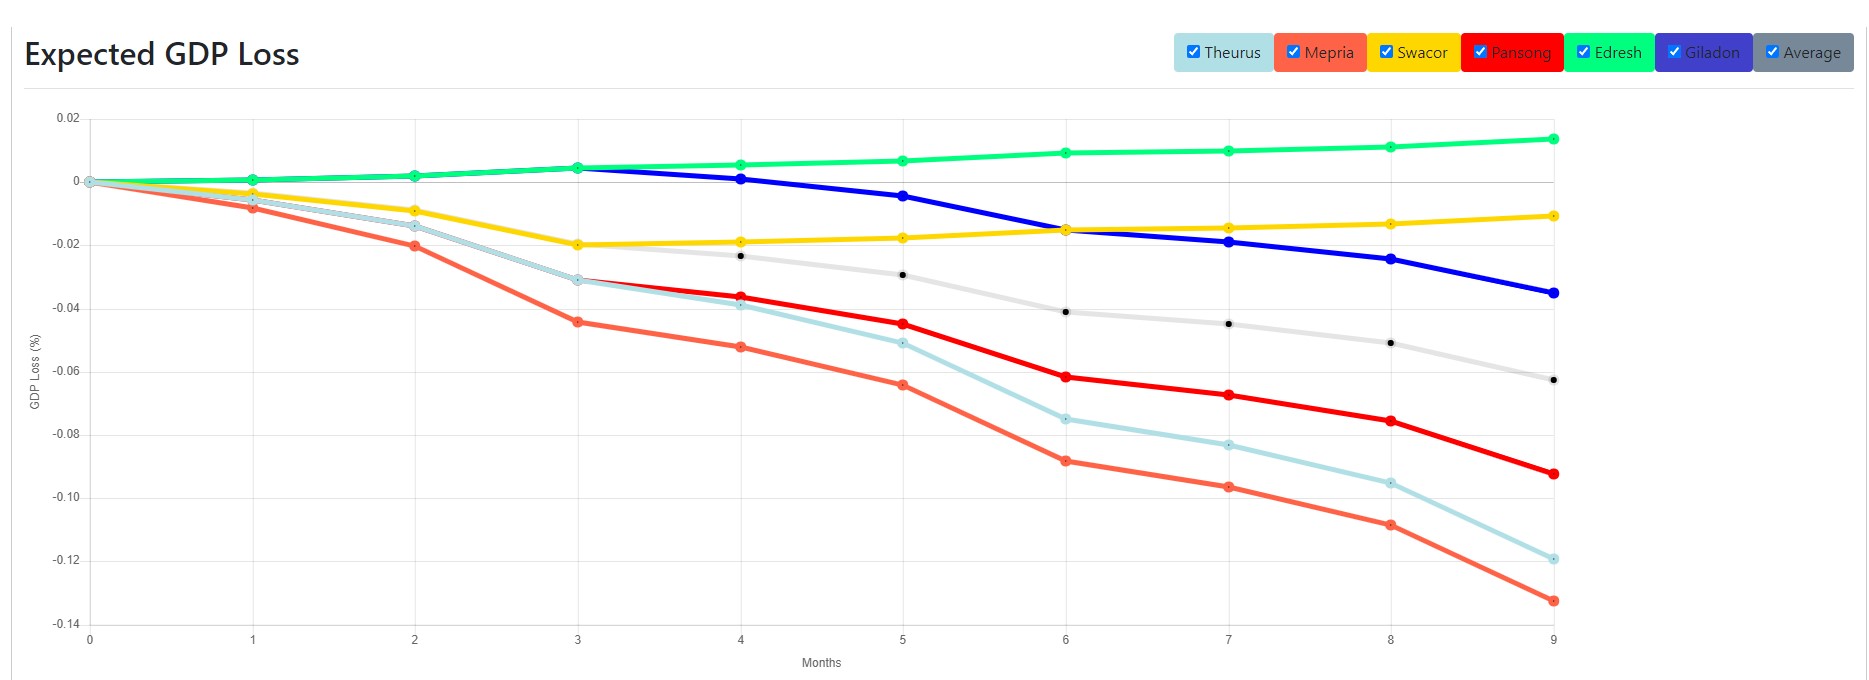 Expected GDP Loss
Theurus Mepria Swacor Pansong Edresh Giladon Average
0.02
0
-0.02
-0.04
-0.06
-0.08
-0.10
-0.12
-0.14
GDP Loss (%)
0 1 2 3 4 5 6 7 8 9
Months